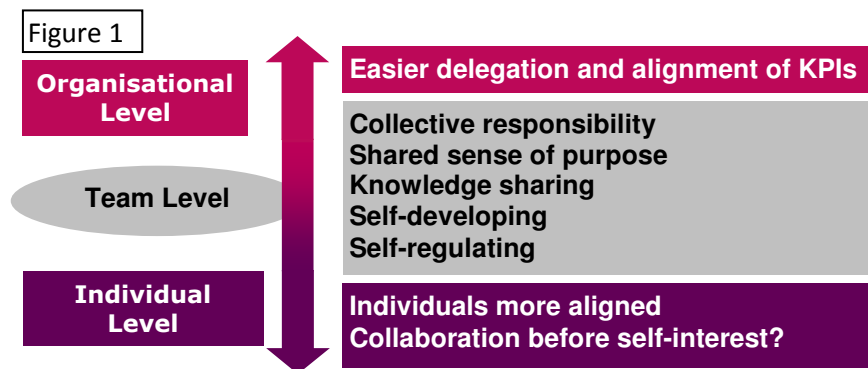 Figure 1
Organisational
Level
Easier delegation and alignment of KPIs
Team Level
Collective responsibility
Shared sense of purpose
Knowledge sharing
Self-developing
Self-regulating
Individual
Level
Individuals more aligned
Collaboration before self-interest?